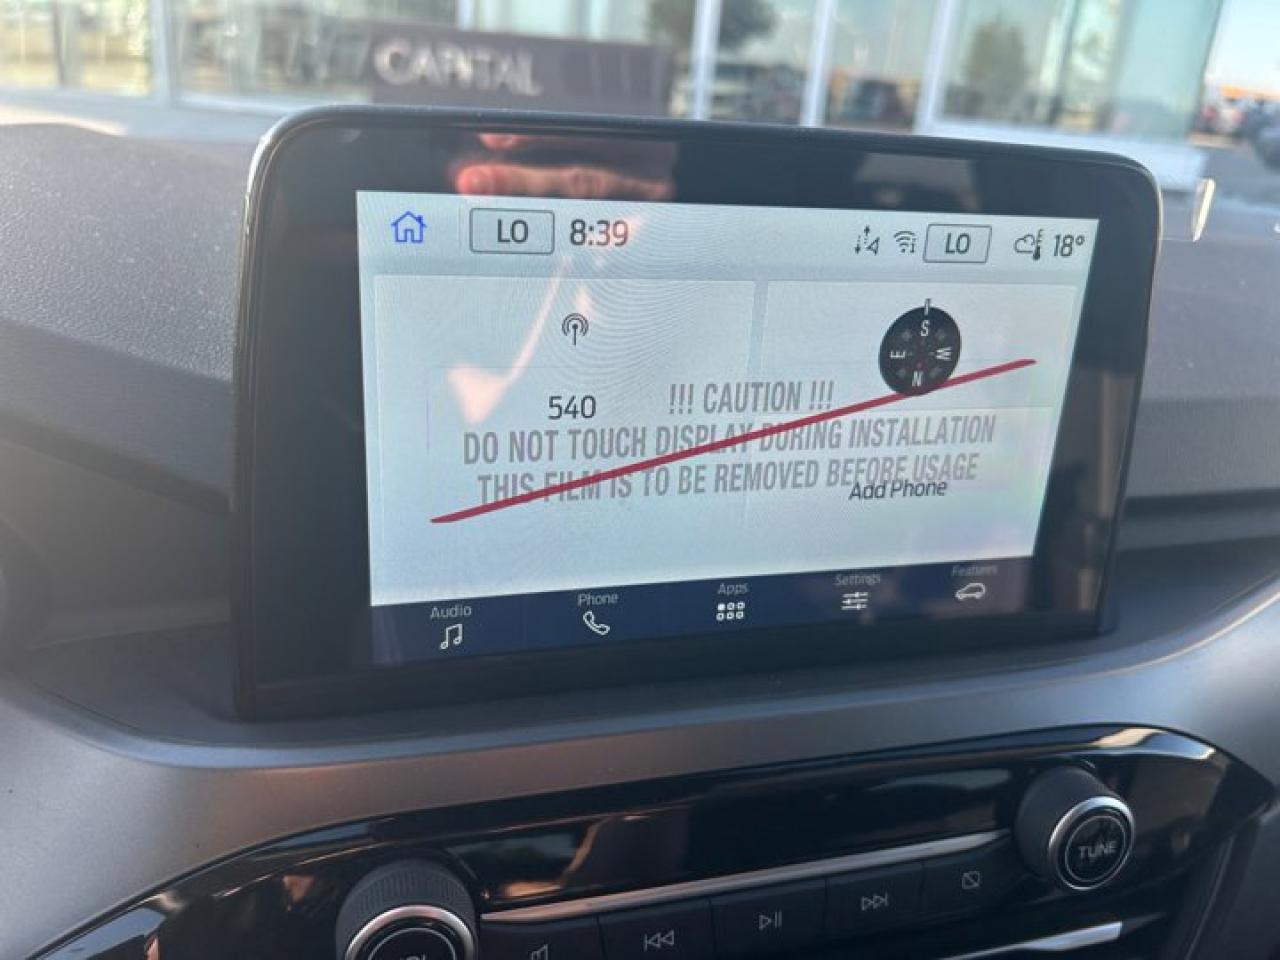 CAPITAL
LO 8:39 LO 18°
S
E W
N
540
!!! CAUTION !!!
DO NOT TOUCH DISPLAY DURING INSTALLATION
THIS FILM IS TO BE REMOVED BEFORE USAGE
Add Phone
Audio Phone Apps Settings Features
TUNE